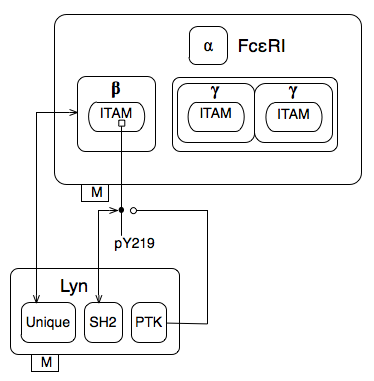 α FcεRI
β γ γ
ITAM ITAM ITAM
M
pY219
Lyn
Unique SH2 PTK
M